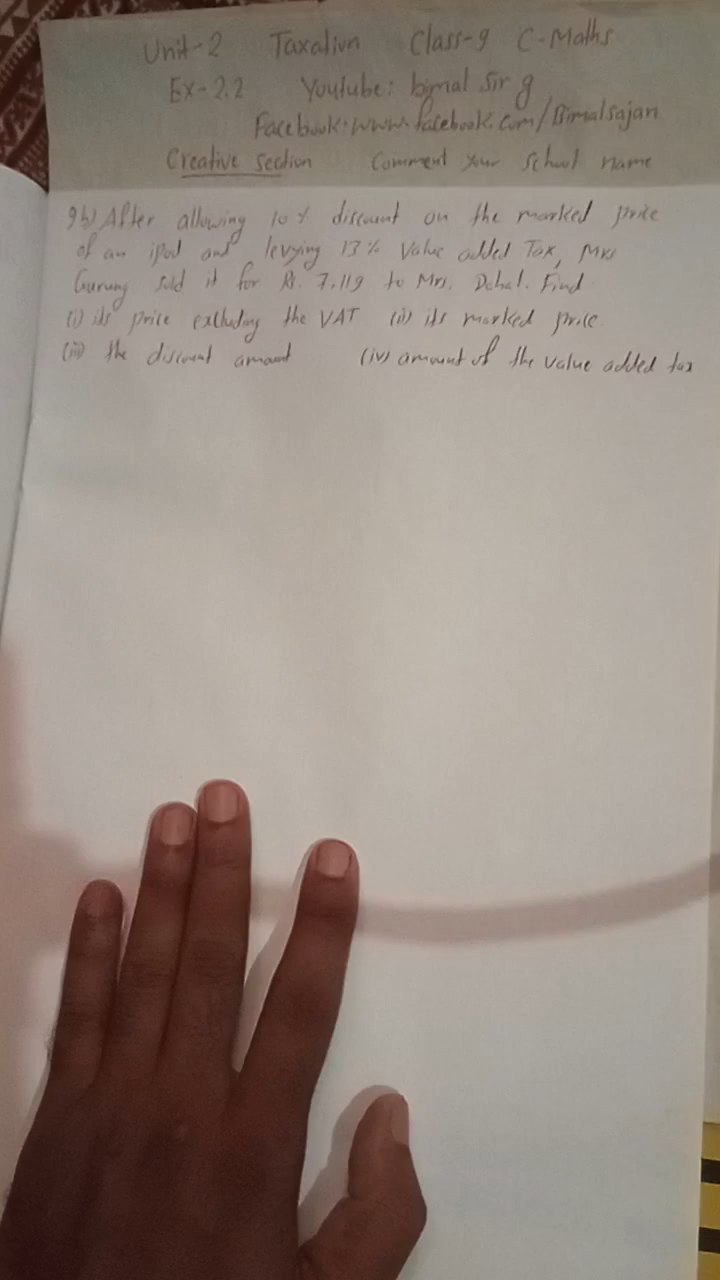 Unit-2 Taxation Class-9 C-Maths
Ex-2.2 Youtube: bimal Sir g
Facebook: www.facebook.com/Bimalsajan
Creative section Comment your School name
9b) After allowing 10% discount on the marked price
of an ipod and levying 13% Value added Tax, Mrs
Gurung sold it for Rs. 7,119 to Mrs. Dahal. Find
(i) its price excluding the VAT (ii) its marked price.
(iii) the discount amount (iv) amount of the value added tax